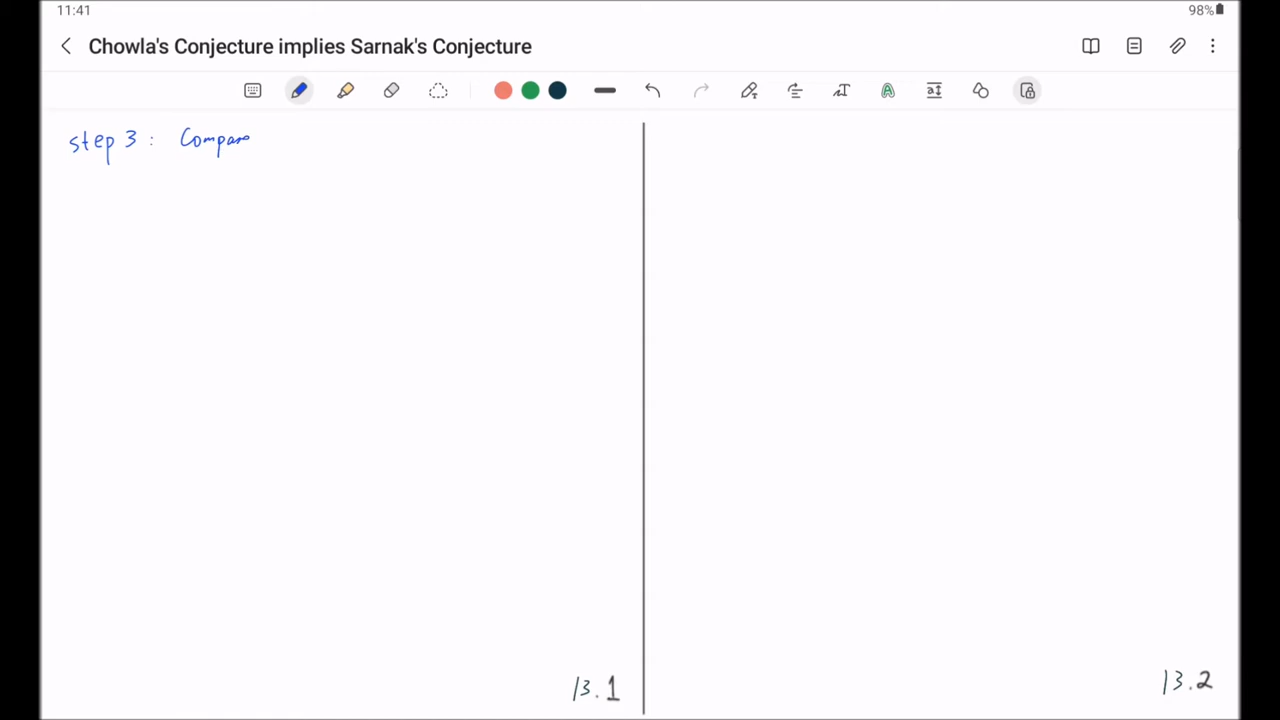 11:41
98%
Chowla's Conjecture implies Sarnak's Conjecture
step 3 : Compare
13.1
13.2